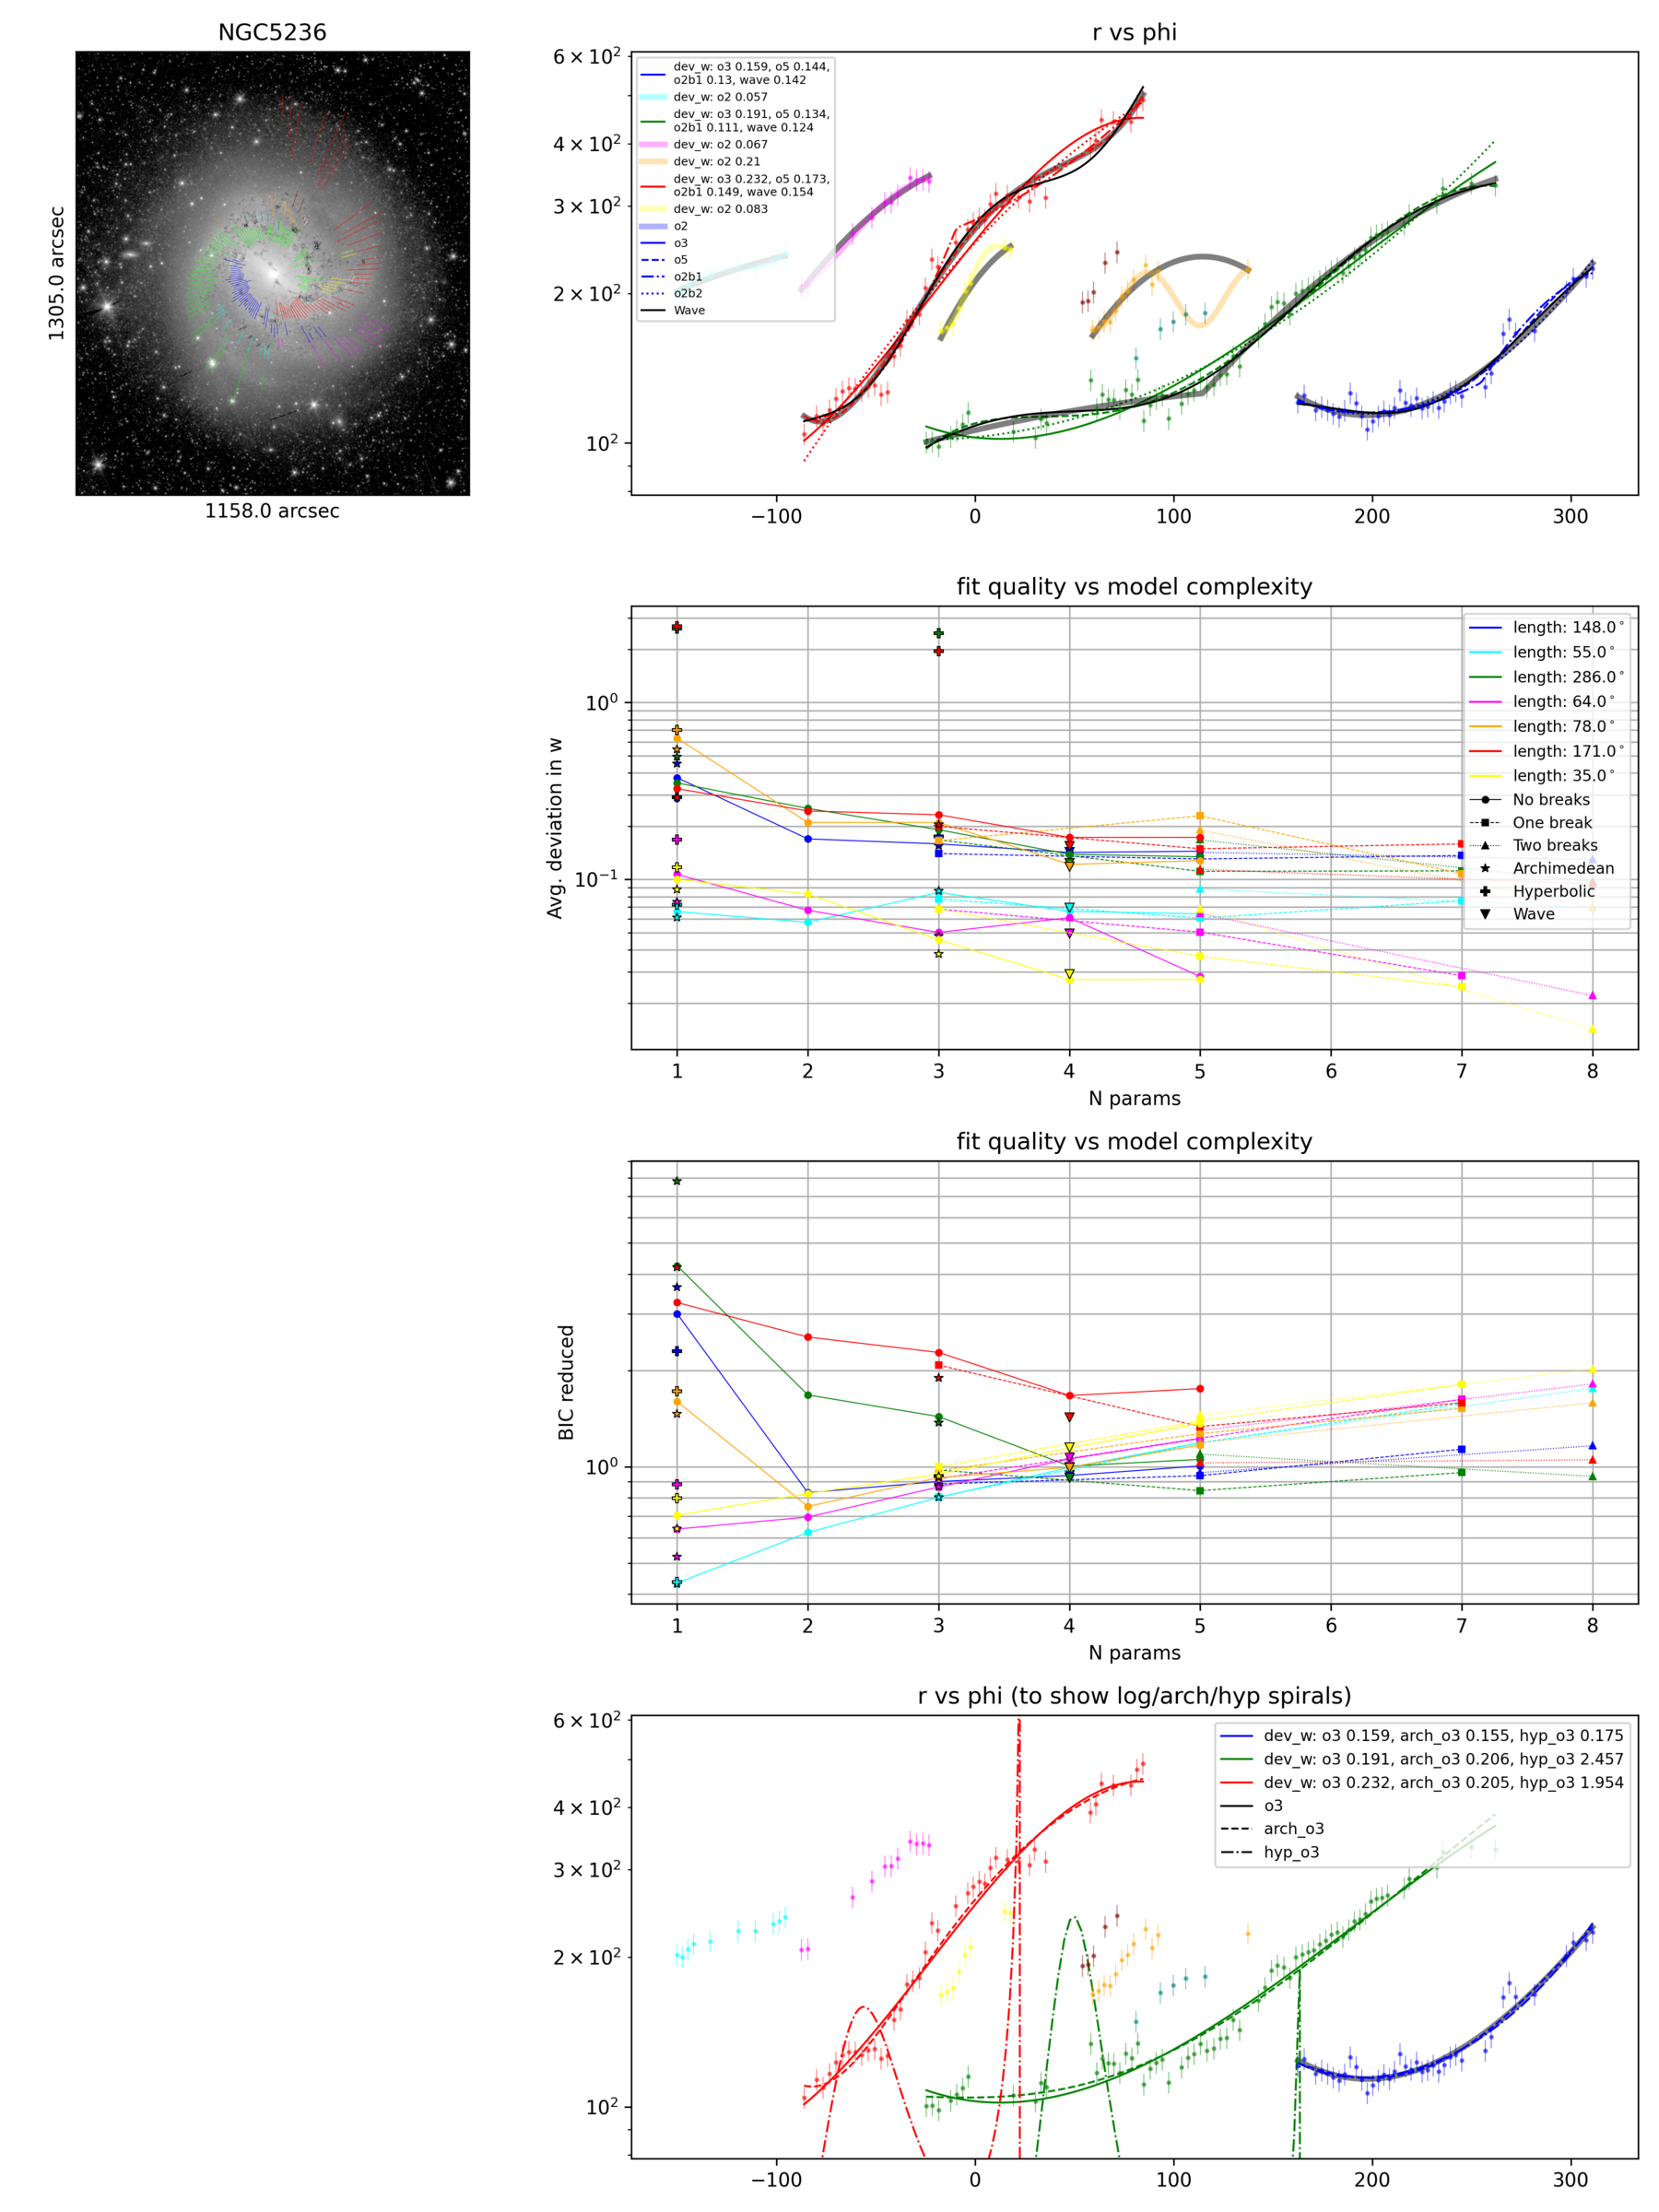 NGC5236
1305.0 arcsec
1158.0 arcsec
r vs phi
6 × 10²
4 × 10²
3 × 10²
2 × 10²
10²
dev_w: o3 0.159, o5 0.144,
o2b1 0.13, wave 0.142
dev_w: o2 0.057
dev_w: o3 0.191, o5 0.134,
o2b1 0.111, wave 0.124
dev_w: o2 0.067
dev_w: o2 0.21
dev_w: o3 0.232, o5 0.173,
o2b1 0.149, wave 0.154
dev_w: o2 0.083
o2
o3
o5
o2b1
o2b2
Wave
−100 0 100 200 300
fit quality vs model complexity
Avg. deviation in w
10⁰
10⁻¹
length: 148.0°
length: 55.0°
length: 286.0°
length: 64.0°
length: 78.0°
length: 171.0°
length: 35.0°
No breaks
One break
Two breaks
Archimedean
Hyperbolic
Wave
1 2 3 4 5 6 7 8
N params
fit quality vs model complexity
BIC reduced
10⁰
1 2 3 4 5 6 7 8
N params
r vs phi (to show log/arch/hyp spirals)
6 × 10²
4 × 10²
3 × 10²
2 × 10²
10²
dev_w: o3 0.159, arch_o3 0.155, hyp_o3 0.175
dev_w: o3 0.191, arch_o3 0.206, hyp_o3 2.457
dev_w: o3 0.232, arch_o3 0.205, hyp_o3 1.954
o3
arch_o3
hyp_o3
−100 0 100 200 300